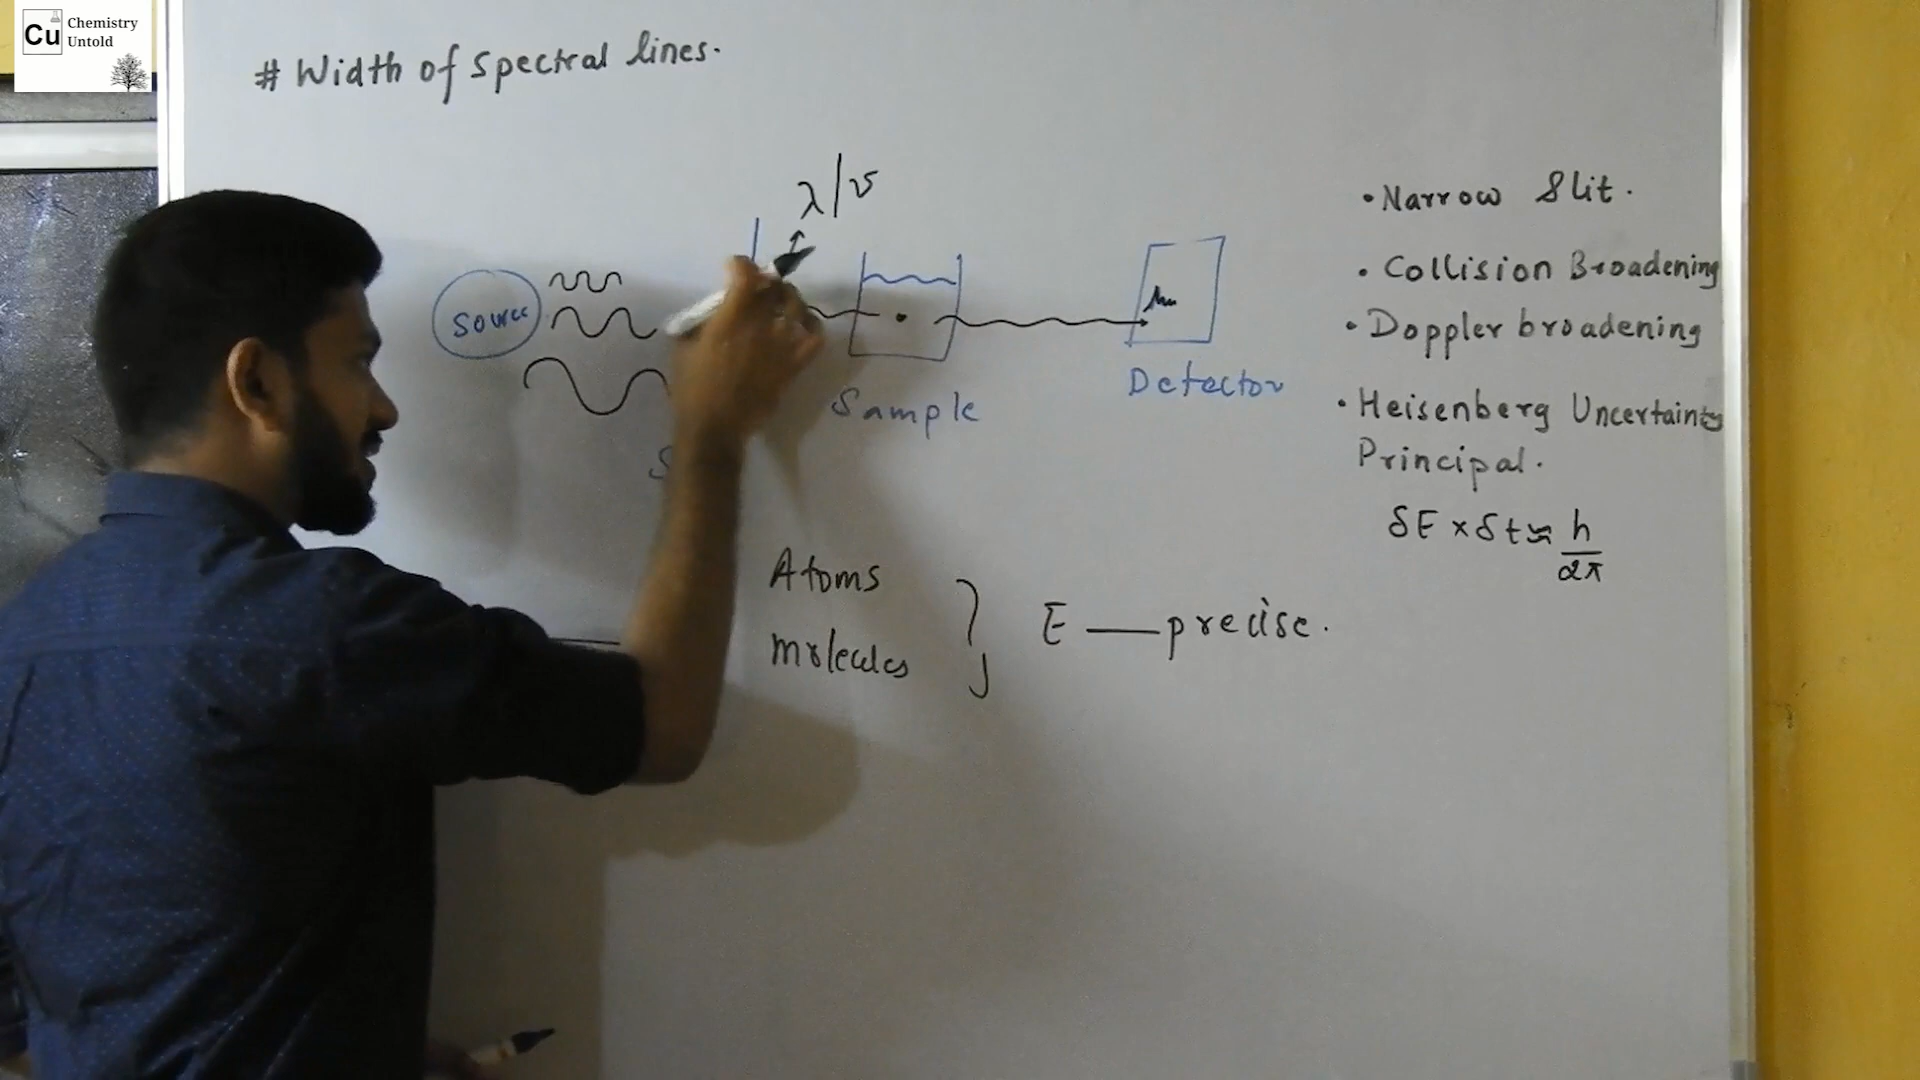 Cu
Chemistry
Untold
# Width of Spectral lines.
λ/ν
Source
Sample
Detector
• Narrow Slit.
• Collision Broadening
• Doppler broadening
• Heisenberg Uncertainty
Principal.
δE × δt ≈ h
2π
Atoms
molecules
E — precise.